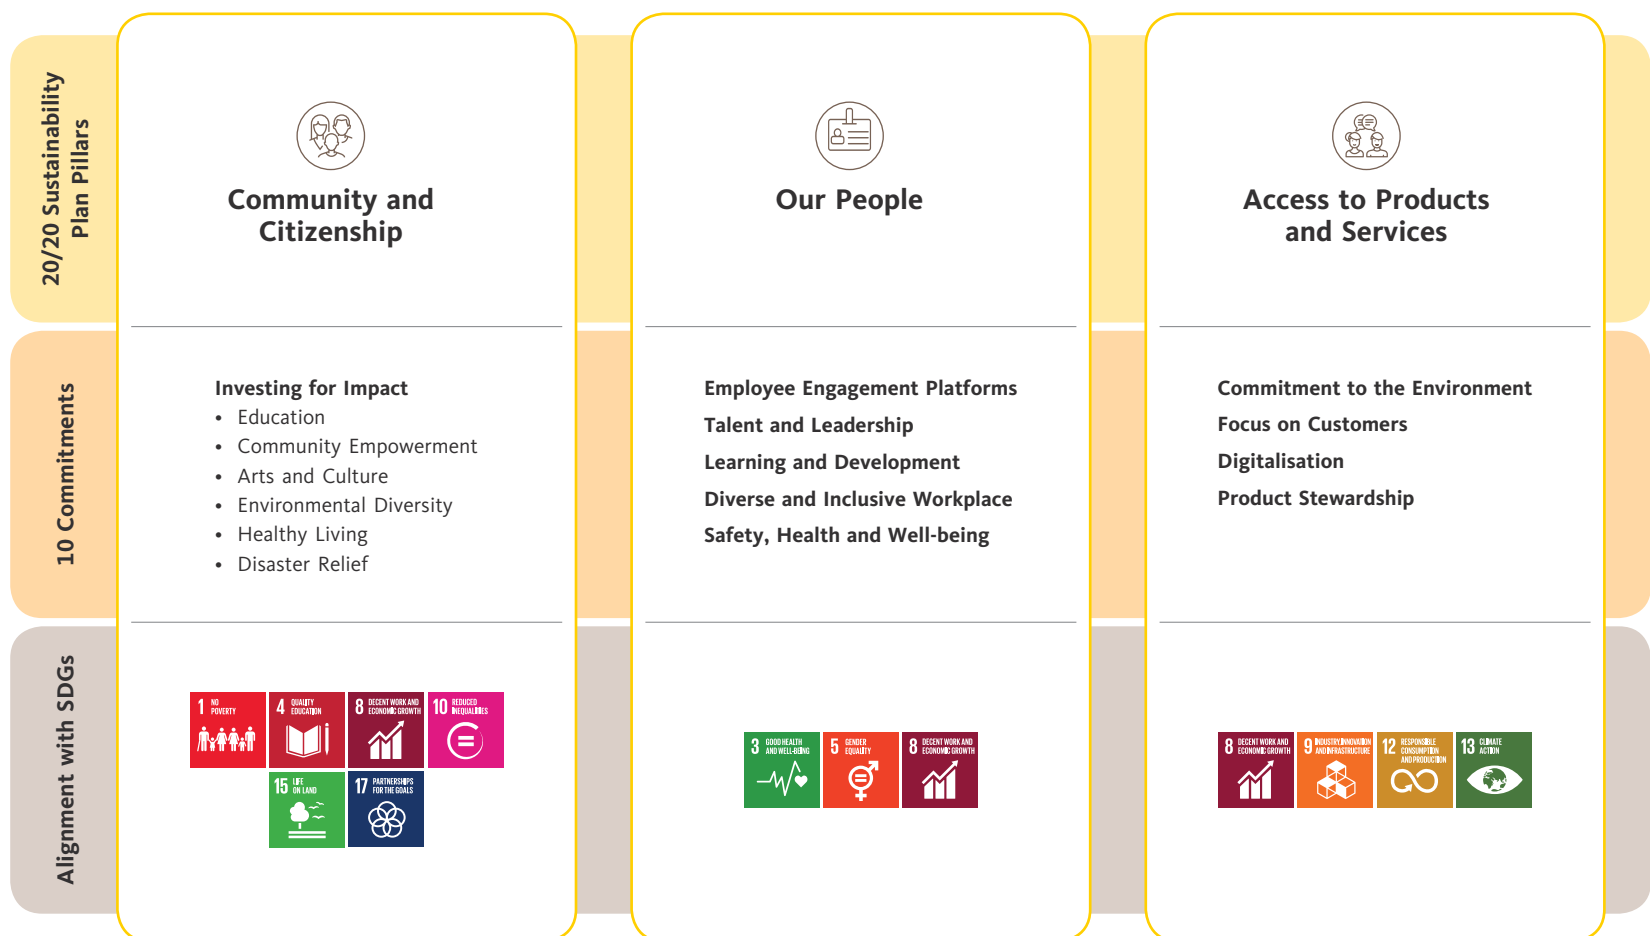 20/20 Sustainability
Plan Pillars
Community and
Citizenship
Our People
Access to Products
and Services
10 Commitments
Investing for Impact
• Education
• Community Empowerment
• Arts and Culture
• Environmental Diversity
• Healthy Living
• Disaster Relief
Employee Engagement Platforms
Talent and Leadership
Learning and Development
Diverse and Inclusive Workplace
Safety, Health and Well-being
Commitment to the Environment
Focus on Customers
Digitalisation
Product Stewardship
Alignment with SDGs
1 NO
POVERTY
4 QUALITY
EDUCATION
8 DECENT WORK AND
ECONOMIC GROWTH
10 REDUCED
INEQUALITIES
15 LIFE
ON LAND
17 PARTNERSHIPS
FOR THE GOALS
3 GOOD HEALTH
AND WELL-BEING
5 GENDER
EQUALITY
8 DECENT WORK AND
ECONOMIC GROWTH
8 DECENT WORK AND
ECONOMIC GROWTH
9 INDUSTRY, INNOVATION
AND INFRASTRUCTURE
12 RESPONSIBLE
CONSUMPTION
AND PRODUCTION
13 CLIMATE
ACTION